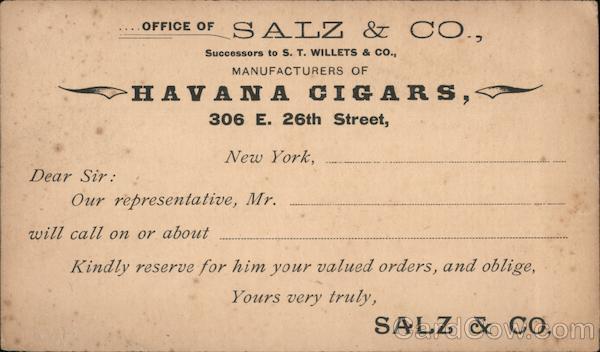 OFFICE OF SALZ & CO.,
Successors to S. T. WILLETS & CO.,
MANUFACTURERS OF
HAVANA CIGARS,
306 E. 26th Street,
New York,
Dear Sir:
Our representative, Mr.
will call on or about
Kindly reserve for him your valued orders, and oblige,
Yours very truly,
SALZ & CO.
CardCow.com